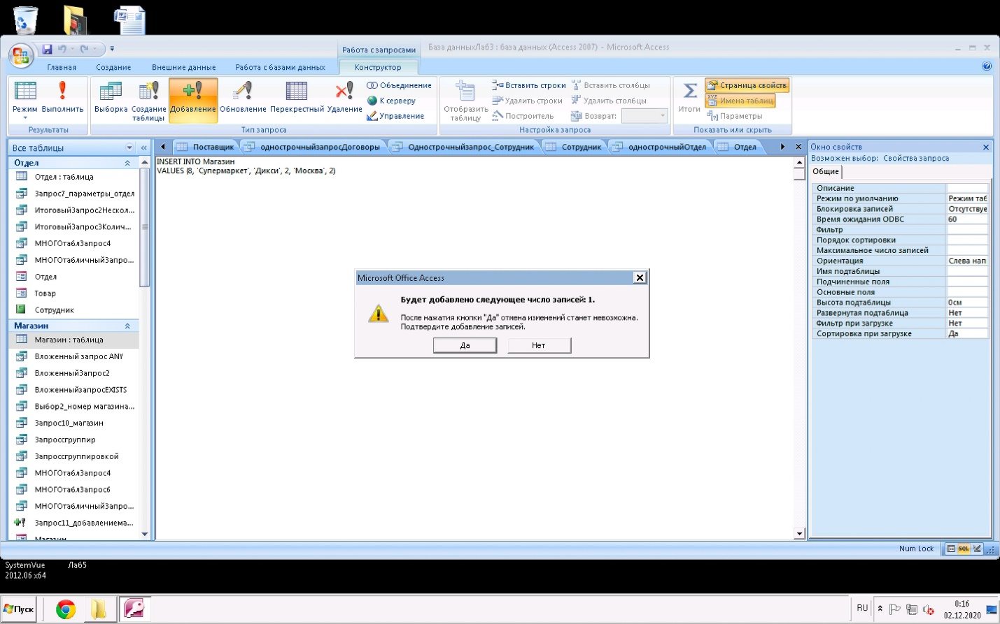 Работа с запросами
База данныхЛаб3 : база данных (Access 2007) - Microsoft Access
Главная
Создание
Внешние данные
Работа с базами данных
Конструктор
Режим
Выполнить
Результаты
Выборка
Создание
таблицы
Добавление
Обновление
Перекрестный
Удаление
Объединение
К серверу
Управление
Тип запроса
Отобразить
таблицу
Вставить строки
Удалить строки
Построитель
Вставить столбцы
Удалить столбцы
Возврат:
Настройка запроса
Итоги
Страница свойств
Имена таблиц
Параметры
Показать или скрыть
Все таблицы
Отдел
Отдел : таблица
Запрос7_параметры_отдел
ИтоговыйЗапрос2Нескол...
ИтоговыйЗапрос3Колич...
МНОГОтаблЗапрос4
МНОГОтабличныйЗапро...
Отдел
Товар
Сотрудник
Магазин
Магазин : таблица
Вложенный запрос ANY
ВложенныйЗапрос2
ВложенныйзапросEXISTS
Выбор2_номер магазина...
Запрос10_магазин
Запроссгруппир
Запроссгруппировкой
МНОГОтаблЗапрос4
МНОГОтаблЗапрос6
МНОГОтабличныйЗапро...
Запрос11_добавлениема...
Магазин
Поставщик
однострочныйзапросДоговоры
Однострочныйзапрос_Сотрудник
Сотрудник
однострочныйОтдел
Отдел
INSERT INTO Магазин
VALUES (8, 'Супермаркет', 'Дикси', 2, 'Москва', 2)
Microsoft Office Access
Будет добавлено следующее число записей: 1.
После нажатия кнопки "Да" отмена изменений станет невозможна.
Подтвердите добавление записей.
Да
Нет
Окно свойств
Возможен выбор: Свойства запроса
Общие
Описание
Режим по умолчанию Режим таб
Блокировка записей Отсутствуе
Время ожидания ODBC 60
Фильтр
Порядок сортировки
Максимальное число записей
Ориентация Слева нап
Имя подтаблицы
Подчиненные поля
Основные поля
Высота подтаблицы 0см
Развернутая подтаблица Нет
Фильтр при загрузке Нет
Сортировка при загрузке Да
Num Lock
SQL
SystemVue
2012.06 x64
Лаб5
Пуск
RU
0:16
02.12.2020